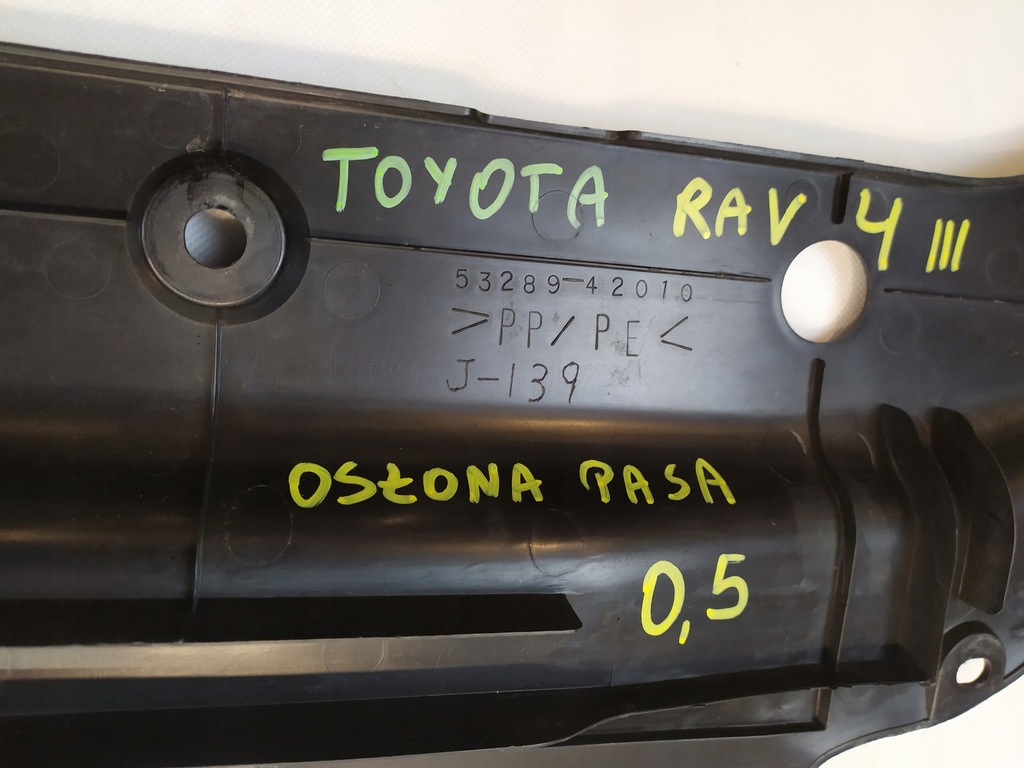 TOYOTA RAV 4 III
53289-42010
>PP/PE<
J-139
OSŁONA PASA
0,5